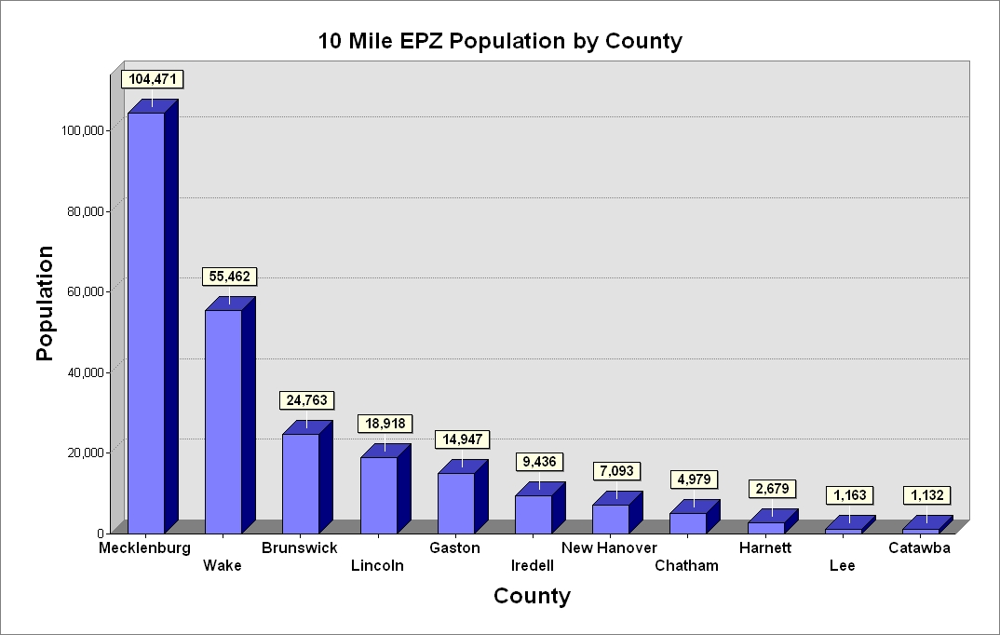 10 Mile EPZ Population by County
Population
100,000
80,000
60,000
40,000
20,000
0
104,471
55,462
24,763
18,918
14,947
9,436
7,093
4,979
2,679
1,163
1,132
Mecklenburg
Wake
Brunswick
Lincoln
Gaston
Iredell
New Hanover
Chatham
Harnett
Lee
Catawba
County